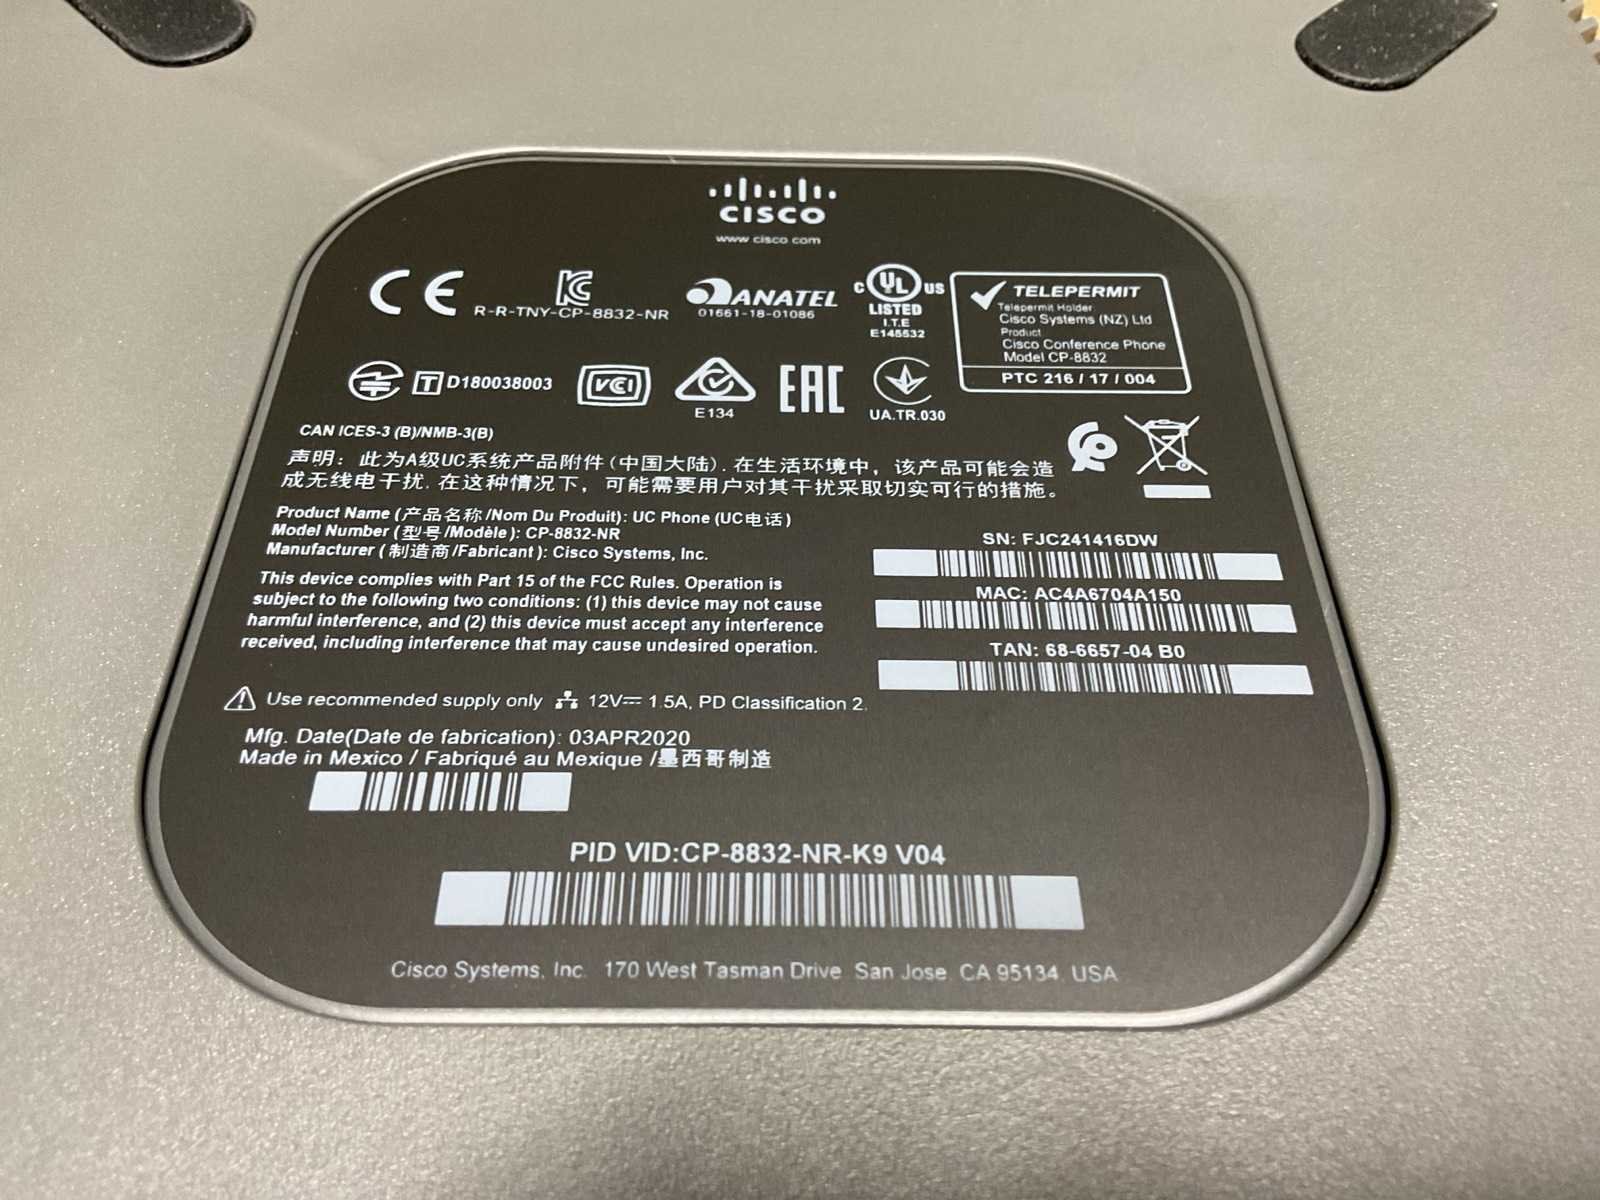 CISCO
www.cisco.com
CE
R-R-TNY-CP-8832-NR
ANATEL
01661-18-01086
c UL US
LISTED
I.T.E
E145532
TELEPERMIT
Telepermit Holder
Cisco Systems (NZ) Ltd
Product
Cisco Conference Phone
Model CP-8832
PTC 216 / 17 / 004
T D180038003
VCI
E134
EAC
UA.TR.030
CAN ICES-3 (B)/NMB-3(B)
声明：此为A级UC系统产品附件(中国大陆). 在生活环境中，该产品可能会造
成无线电干扰. 在这种情况下，可能需要用户对其干扰采取切实可行的措施。
Product Name (产品名称/Nom Du Produit): UC Phone (UC电话)
Model Number (型号/Modèle): CP-8832-NR
Manufacturer (制造商/Fabricant): Cisco Systems, Inc.
This device complies with Part 15 of the FCC Rules. Operation is
subject to the following two conditions: (1) this device may not cause
harmful interference, and (2) this device must accept any interference
received, including interference that may cause undesired operation.
SN: FJC241416DW
MAC: AC4A6704A150
TAN: 68-6657-04 B0
Use recommended supply only 12V⎓ 1.5A, PD Classification 2.
Mfg. Date(Date de fabrication): 03APR2020
Made in Mexico / Fabriqué au Mexique /墨西哥制造
PID VID:CP-8832-NR-K9 V04
Cisco Systems, Inc. 170 West Tasman Drive San Jose, CA 95134, USA